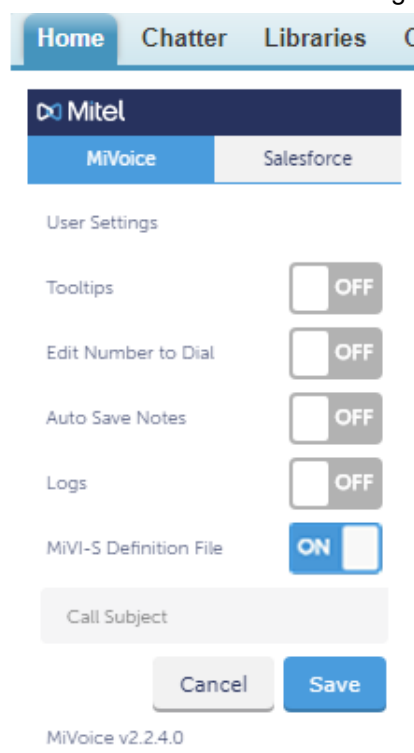 Home Chatter Libraries
Mitel
MiVoice Salesforce
User Settings
Tooltips OFF
Edit Number to Dial OFF
Auto Save Notes OFF
Logs OFF
MiVI-S Definition File ON
Call Subject
Cancel Save
MiVoice v2.2.4.0